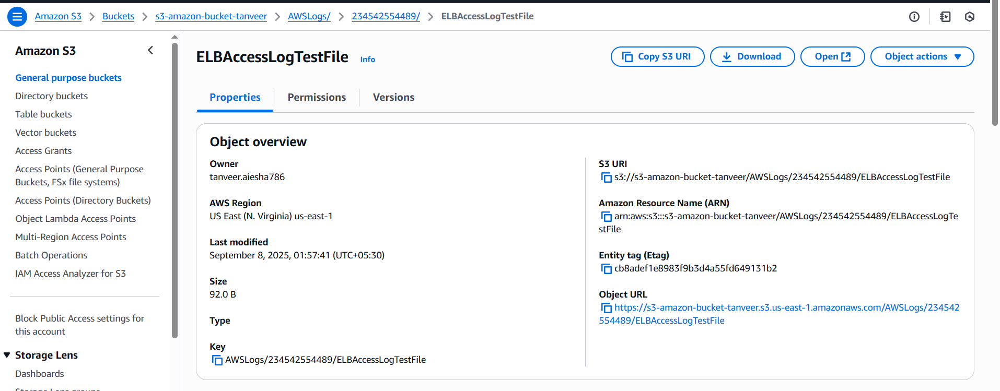 Amazon S3 > Buckets > s3-amazon-bucket-tanveer > AWSLogs/ > 234542554489/ > ELBAccessLogTestFile
Amazon S3
General purpose buckets
Directory buckets
Table buckets
Vector buckets
Access Grants
Access Points (General Purpose
Buckets, FSx file systems)
Access Points (Directory Buckets)
Object Lambda Access Points
Multi-Region Access Points
Batch Operations
IAM Access Analyzer for S3
Block Public Access settings for
this account
Storage Lens
Dashboards
Storage Lens groups
ELBAccessLogTestFile Info
Copy S3 URI
Download
Open
Object actions
Properties
Permissions
Versions
Object overview
Owner
tanveer.aiesha786
AWS Region
US East (N. Virginia) us-east-1
Last modified
September 8, 2025, 01:57:41 (UTC+05:30)
Size
92.0 B
Type
Key
AWSLogs/234542554489/ELBAccessLogTestFile
S3 URI
s3://s3-amazon-bucket-tanveer/AWSLogs/234542554489/ELBAccessLogTestFile
Amazon Resource Name (ARN)
arn:aws:s3:::s3-amazon-bucket-tanveer/AWSLogs/234542554489/ELBAccessLogTe
stFile
Entity tag (Etag)
cb8adef1e8983f9b3d4a55fd649131b2
Object URL
https://s3-amazon-bucket-tanveer.s3.us-east-1.amazonaws.com/AWSLogs/234542
554489/ELBAccessLogTestFile